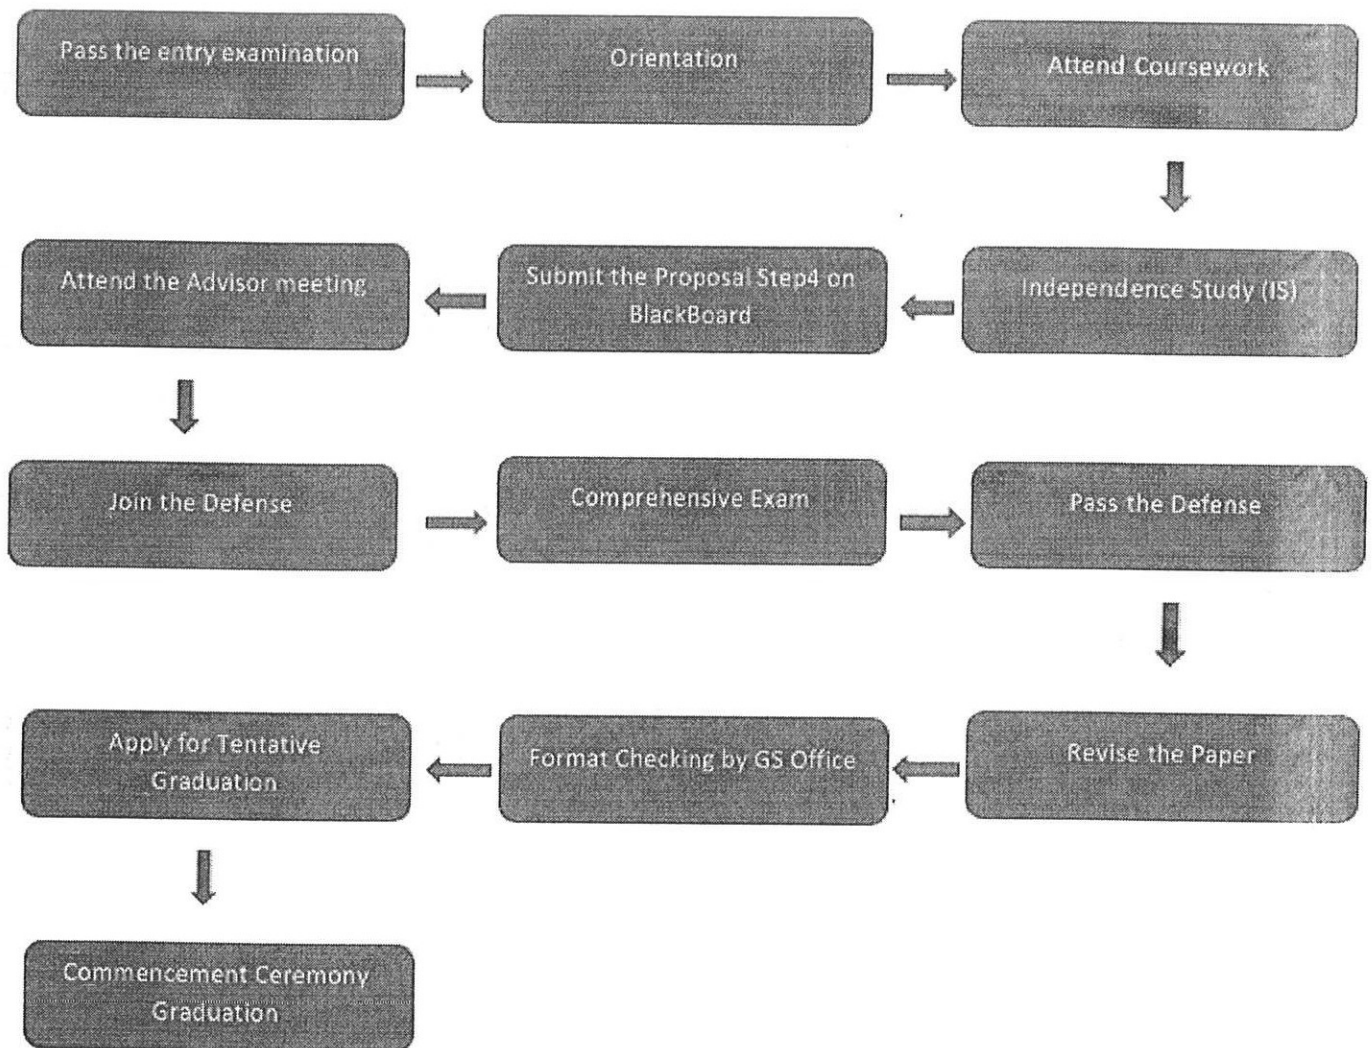 Pass the entry examination
Orientation
Attend Coursework
Independence Study (IS)
Submit the Proposal Step4 on
BlackBoard
Attend the Advisor meeting
Join the Defense
Comprehensive Exam
Pass the Defense
Revise the Paper
Format Checking by GS Office
Apply for Tentative
Graduation
Commencement Ceremony
Graduation